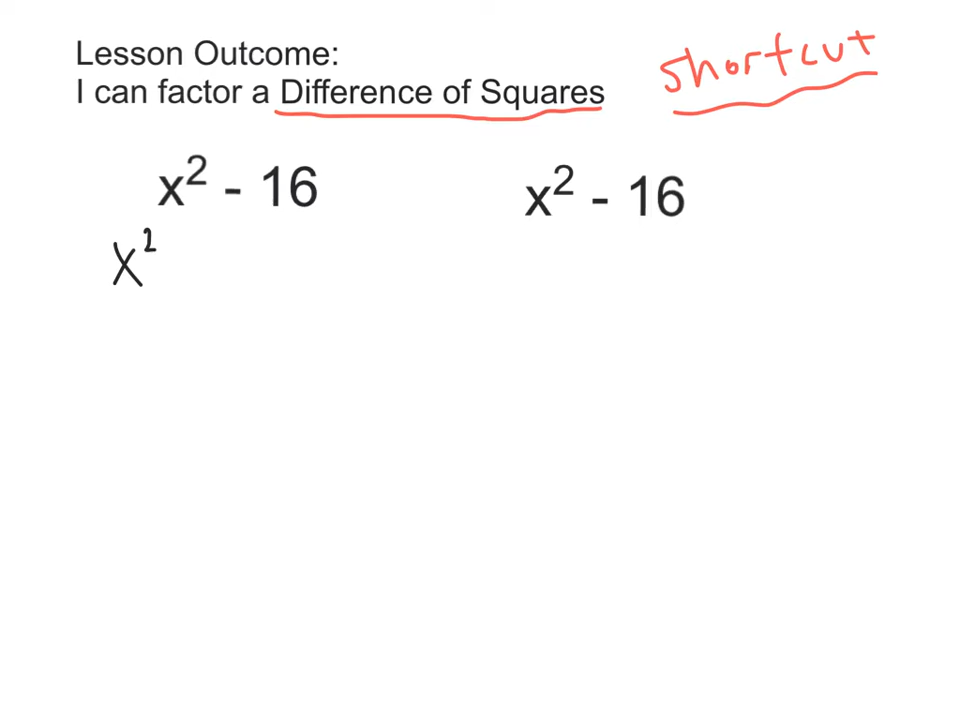 Lesson Outcome:
I can factor a Difference of Squares
shortcut
x² - 16
x² - 16
x²